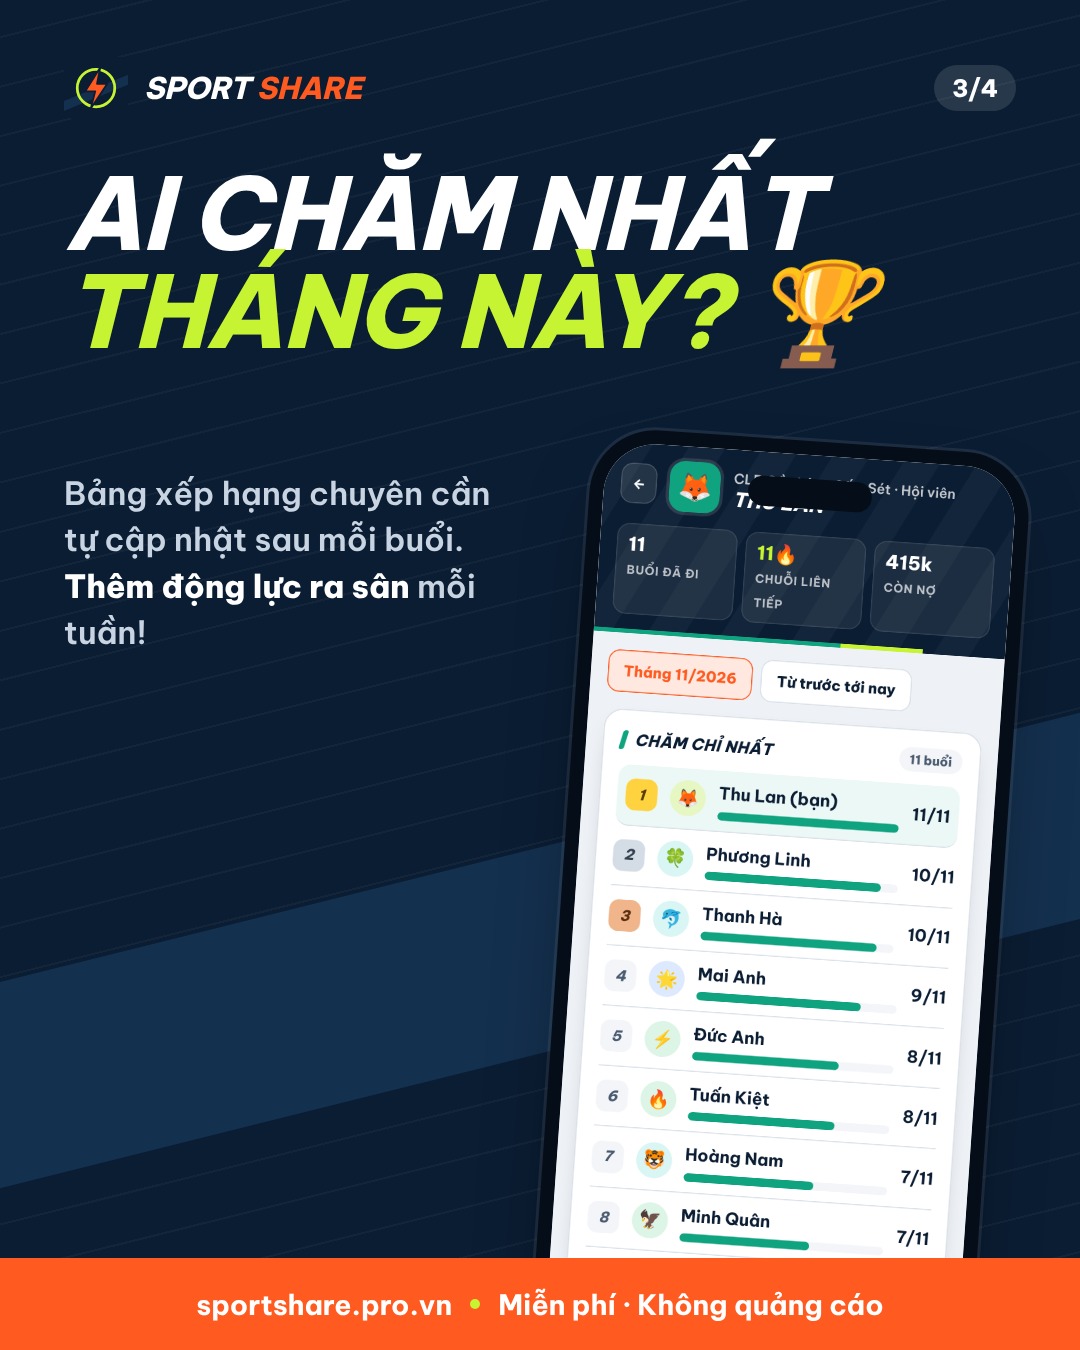 SPORT SHARE
3/4
AI CHĂM NHẤT
THÁNG NÀY?
Bảng xếp hạng chuyên cần
tự cập nhật sau mỗi buổi.
Thêm động lực ra sân mỗi
tuần!
Sét · Hội viên
11
BUỔI ĐÃ ĐI
11
CHUỖI LIÊN
TIẾP
415k
CÒN NỢ
Tháng 11/2026
Từ trước tới nay
CHĂM CHỈ NHẤT
11 buổi
1 Thu Lan (bạn) 11/11
2 Phương Linh 10/11
3 Thanh Hà 10/11
4 Mai Anh 9/11
5 Đức Anh 8/11
6 Tuấn Kiệt 8/11
7 Hoàng Nam 7/11
8 Minh Quân 7/11
sportshare.pro.vn • Miễn phí · Không quảng cáo